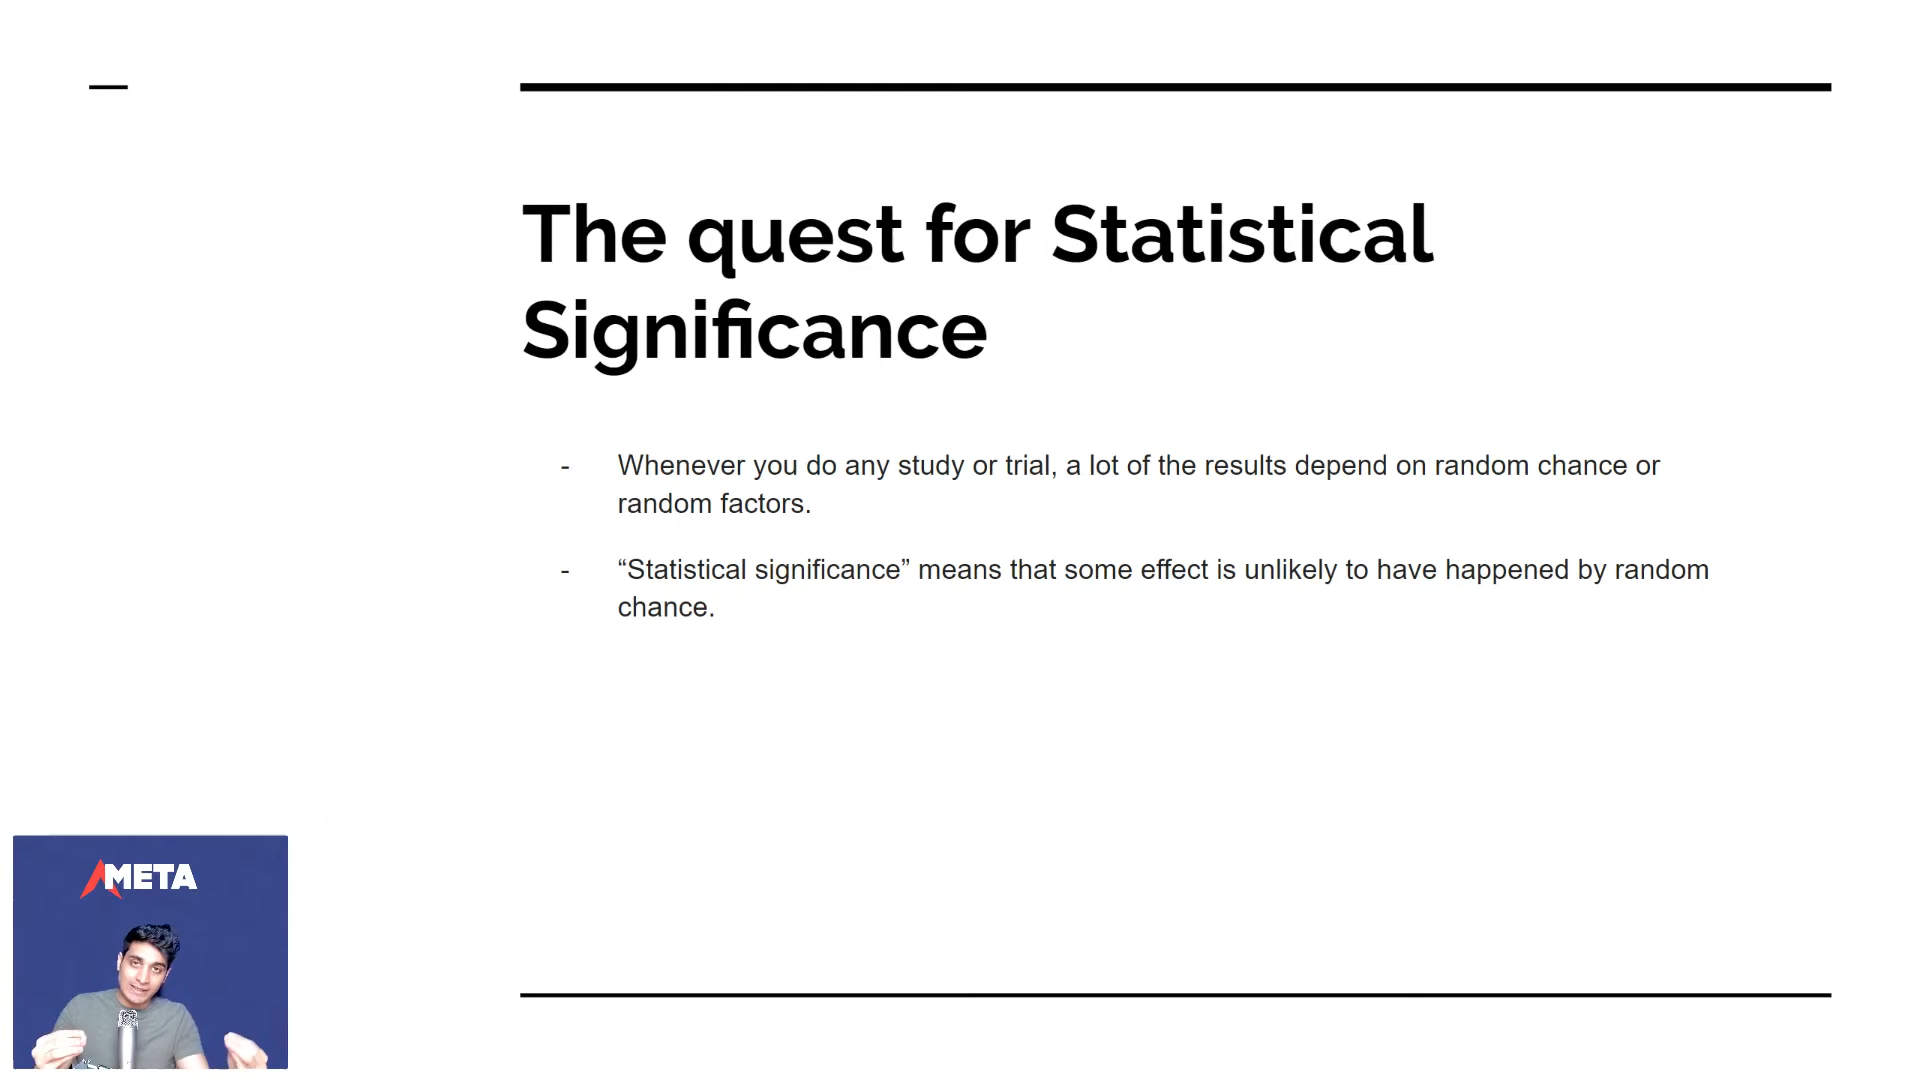 The quest for Statistical
Significance
- Whenever you do any study or trial, a lot of the results depend on random chance or
random factors.
- “Statistical significance” means that some effect is unlikely to have happened by random
chance.
META